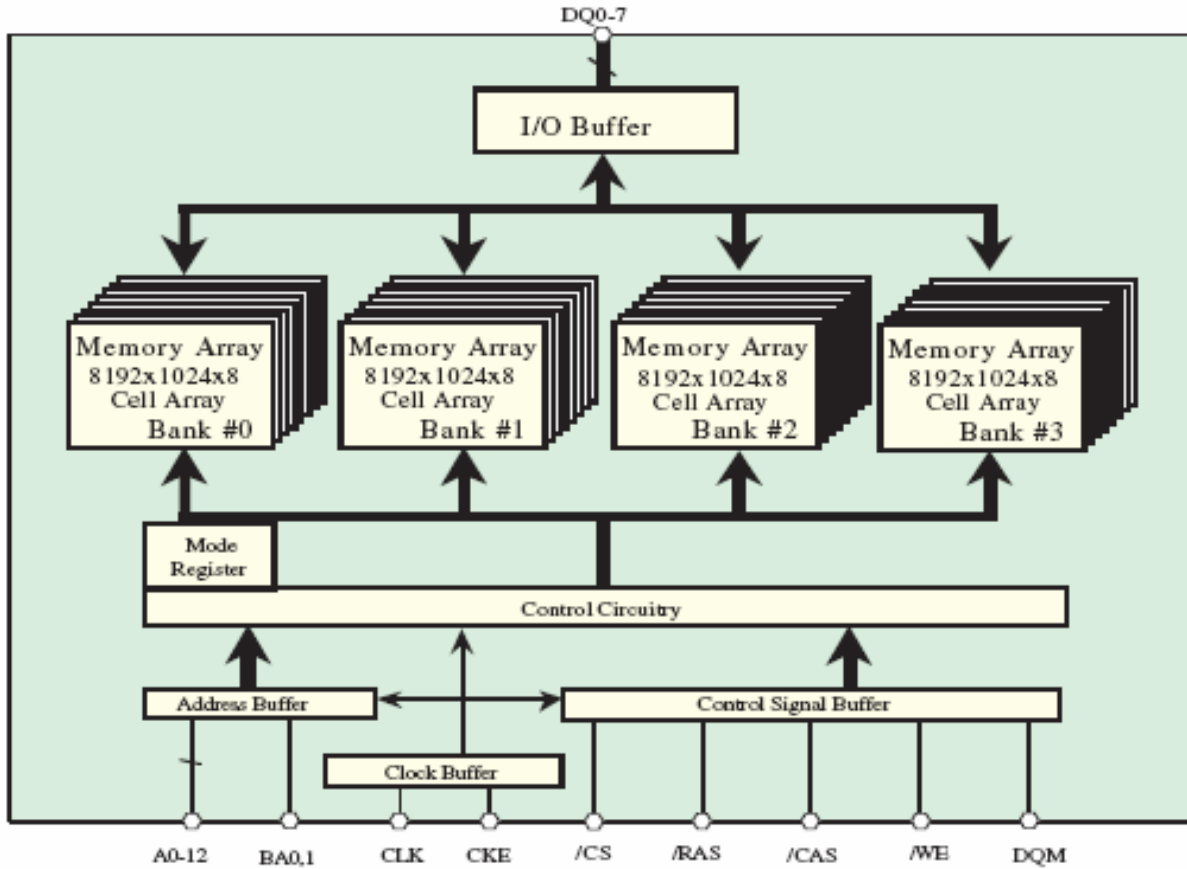 DQ0-7
I/O Buffer
Memory Array
8192x1024x8
Cell Array
Bank #0
Memory Array
8192x1024x8
Cell Array
Bank #1
Memory Array
8192x1024x8
Cell Array
Bank #2
Memory Array
8192x1024x8
Cell Array
Bank #3
Mode
Register
Control Circuitry
Address Buffer
Control Signal Buffer
Clock Buffer
A0-12
BA0,1
CLK
CKE
/CS
/RAS
/CAS
/WE
DQM